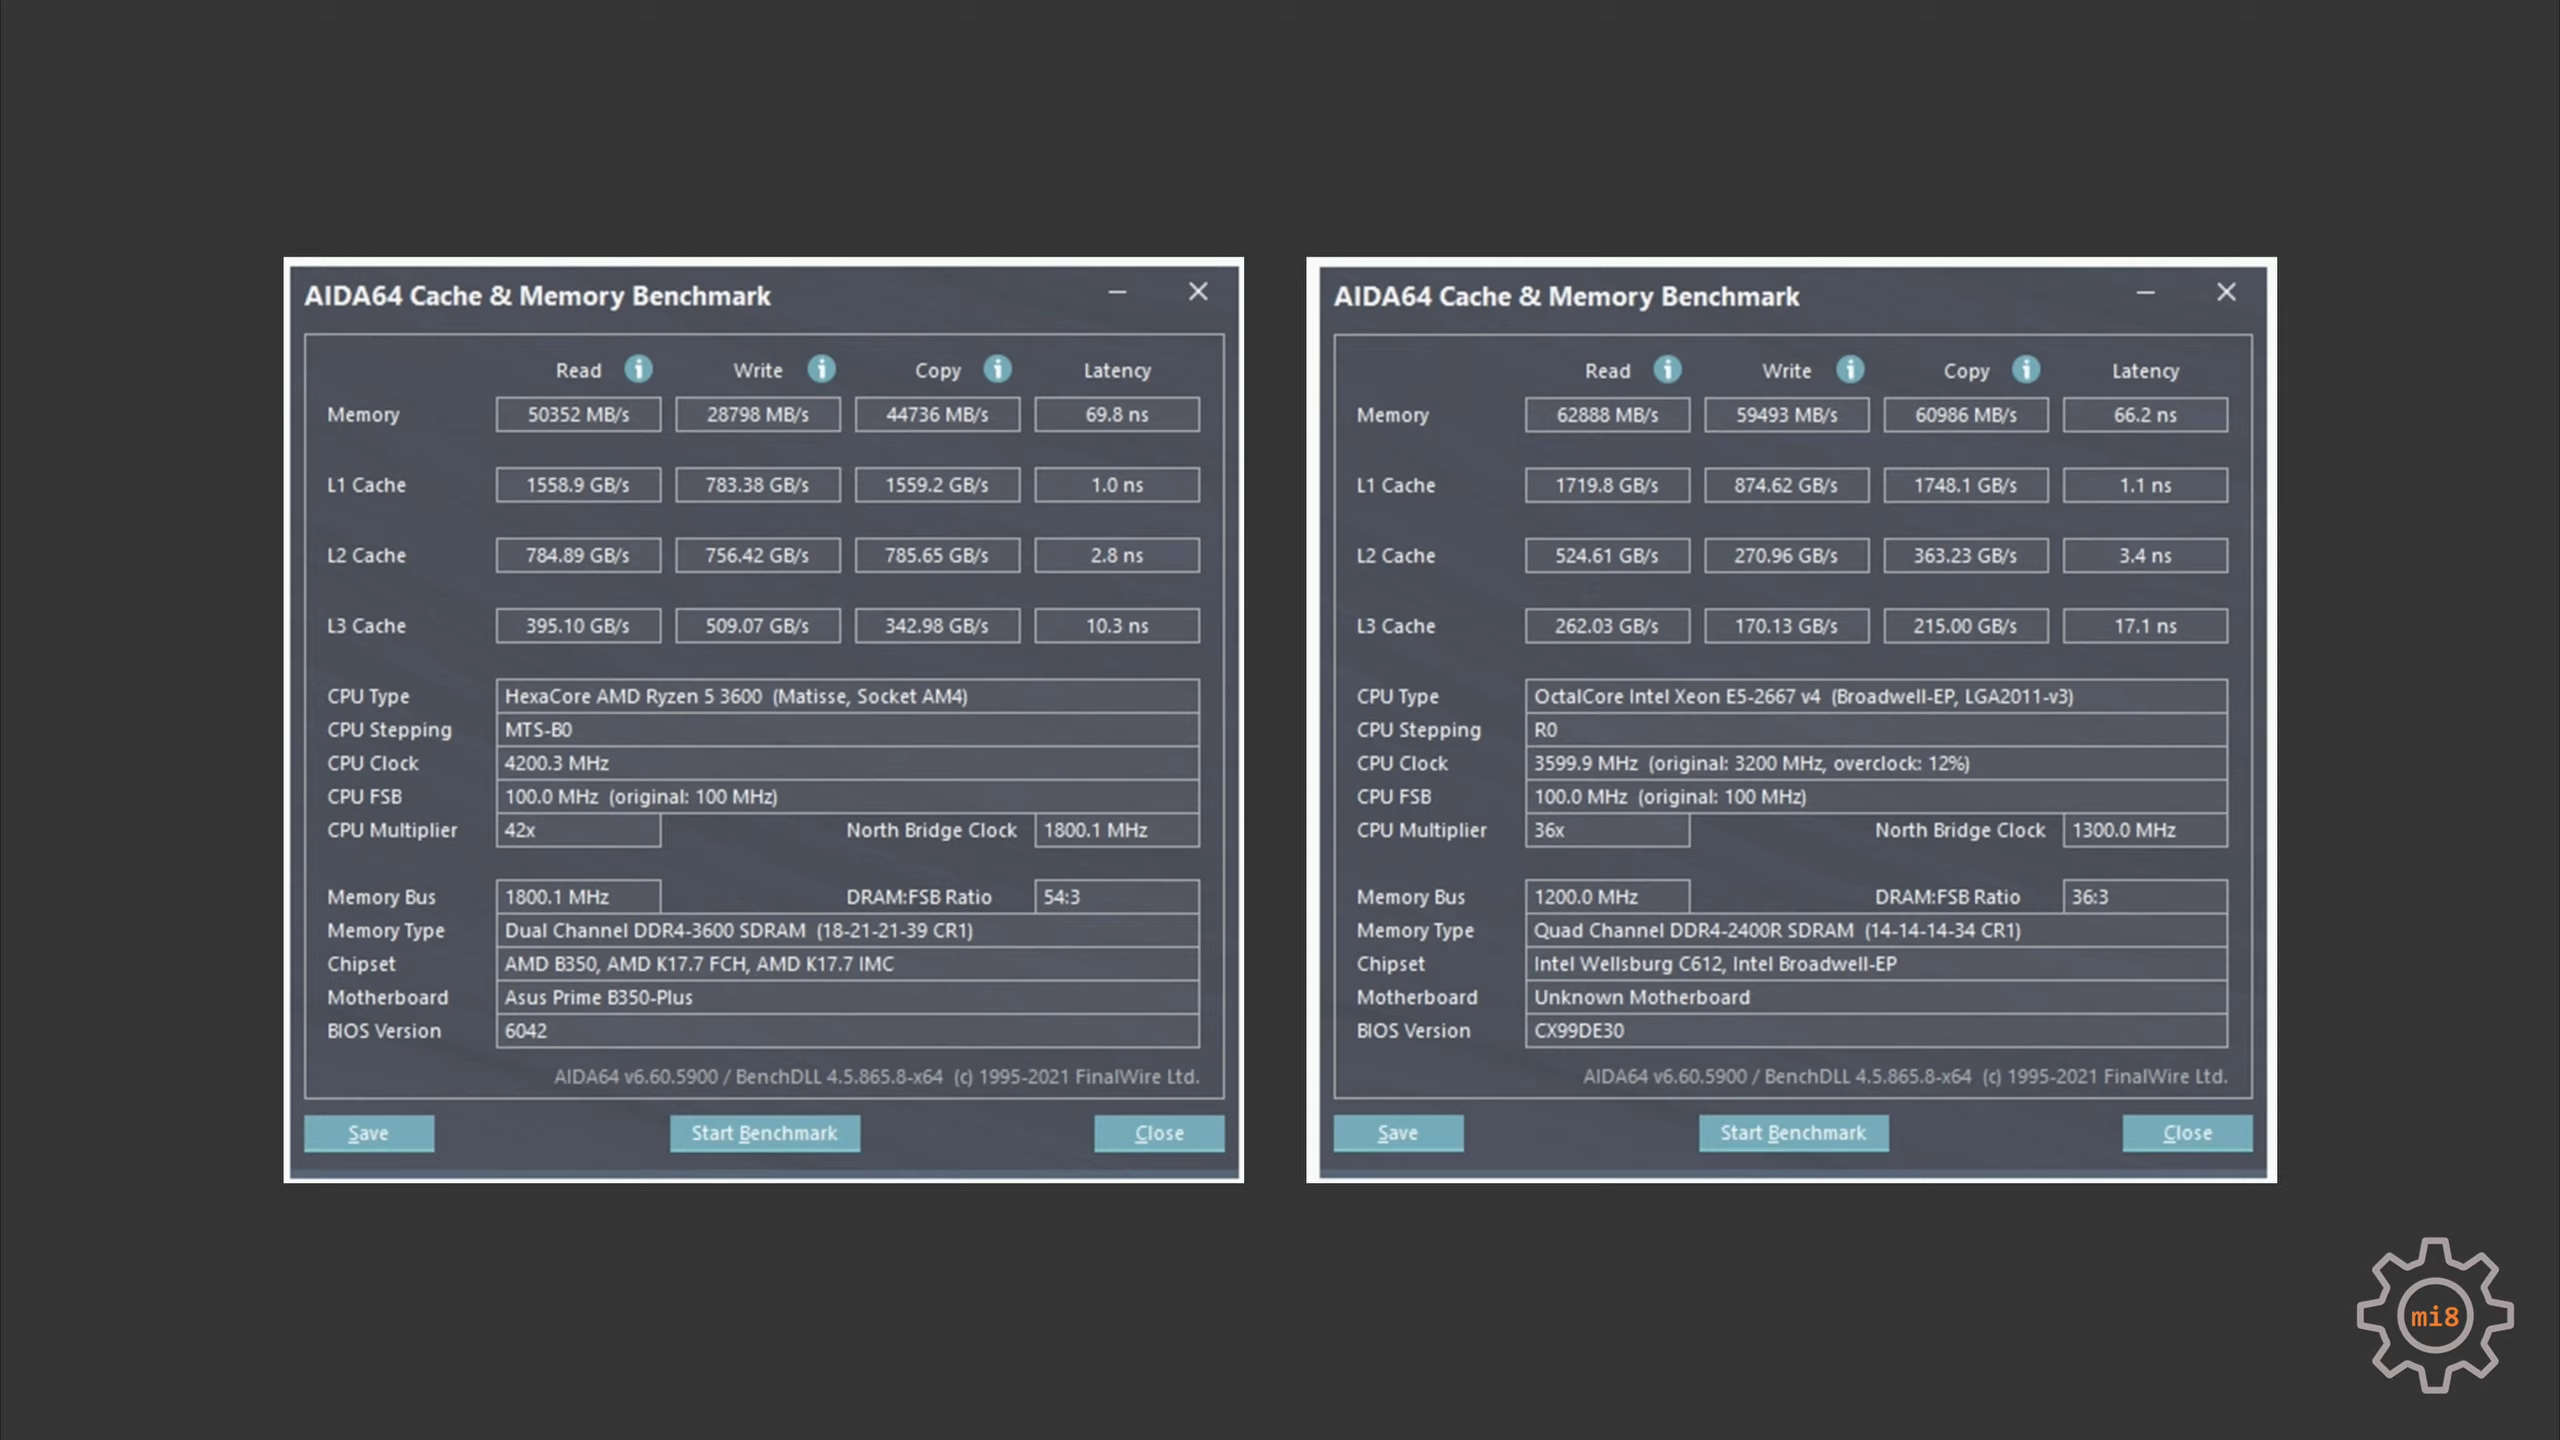 AIDA64 Cache & Memory Benchmark
Read Write Copy Latency
Memory 50352 MB/s 28798 MB/s 44736 MB/s 69.8 ns
L1 Cache 1558.9 GB/s 783.38 GB/s 1559.2 GB/s 1.0 ns
L2 Cache 784.89 GB/s 756.42 GB/s 785.65 GB/s 2.8 ns
L3 Cache 395.10 GB/s 509.07 GB/s 342.98 GB/s 10.3 ns
CPU Type HexaCore AMD Ryzen 5 3600 (Matisse, Socket AM4)
CPU Stepping MTS-B0
CPU Clock 4200.3 MHz
CPU FSB 100.0 MHz (original: 100 MHz)
CPU Multiplier 42x North Bridge Clock 1800.1 MHz
Memory Bus 1800.1 MHz DRAM:FSB Ratio 54:3
Memory Type Dual Channel DDR4-3600 SDRAM (18-21-21-39 CR1)
Chipset AMD B350, AMD K17.7 FCH, AMD K17.7 IMC
Motherboard Asus Prime B350-Plus
BIOS Version 6042
AIDA64 v6.60.5900 / BenchDLL 4.5.865.8-x64 (c) 1995-2021 FinalWire Ltd.
Save Start Benchmark Close
AIDA64 Cache & Memory Benchmark
Read Write Copy Latency
Memory 62888 MB/s 59493 MB/s 60986 MB/s 66.2 ns
L1 Cache 1719.8 GB/s 874.62 GB/s 1748.1 GB/s 1.1 ns
L2 Cache 524.61 GB/s 270.96 GB/s 363.23 GB/s 3.4 ns
L3 Cache 262.03 GB/s 170.13 GB/s 215.00 GB/s 17.1 ns
CPU Type OctalCore Intel Xeon E5-2667 v4 (Broadwell-EP, LGA2011-v3)
CPU Stepping R0
CPU Clock 3599.9 MHz (original: 3200 MHz, overclock: 12%)
CPU FSB 100.0 MHz (original: 100 MHz)
CPU Multiplier 36x North Bridge Clock 1300.0 MHz
Memory Bus 1200.0 MHz DRAM:FSB Ratio 36:3
Memory Type Quad Channel DDR4-2400R SDRAM (14-14-14-34 CR1)
Chipset Intel Wellsburg C612, Intel Broadwell-EP
Motherboard Unknown Motherboard
BIOS Version CX99DE30
AIDA64 v6.60.5900 / BenchDLL 4.5.865.8-x64 (c) 1995-2021 FinalWire Ltd.
Save Start Benchmark Close
mi8